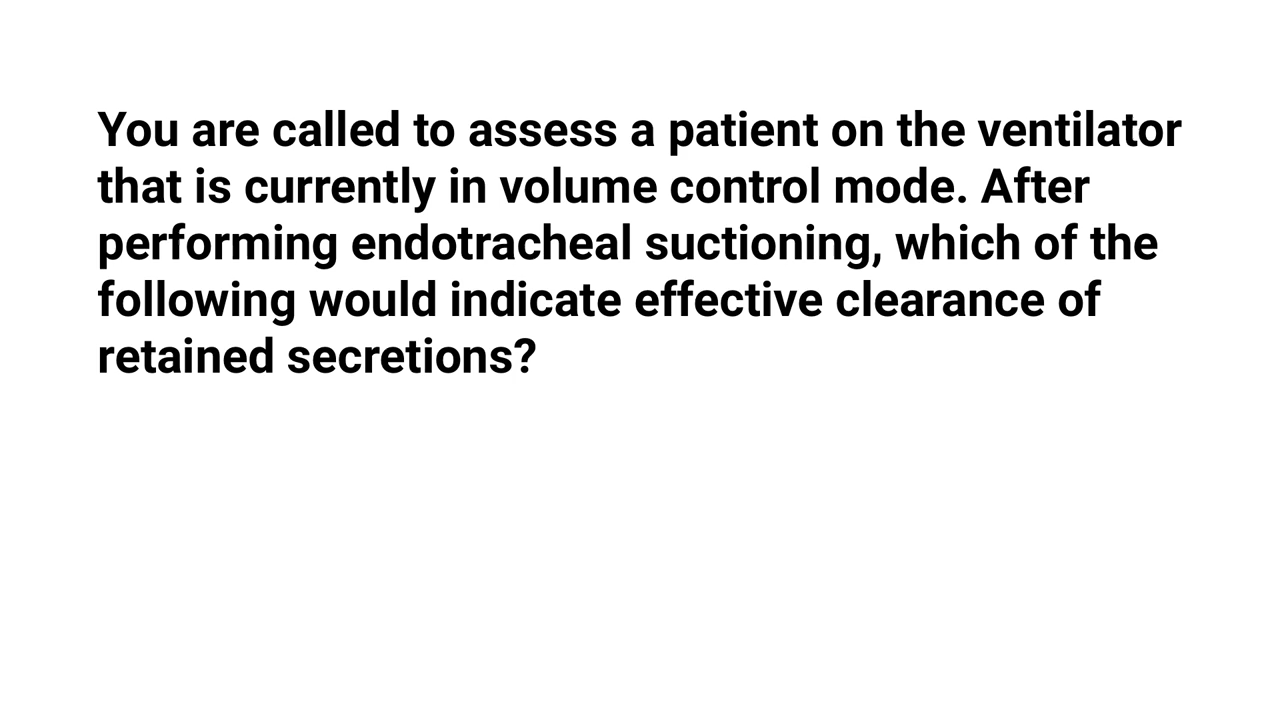 You are called to assess a patient on the ventilator
that is currently in volume control mode. After
performing endotracheal suctioning, which of the
following would indicate effective clearance of
retained secretions?